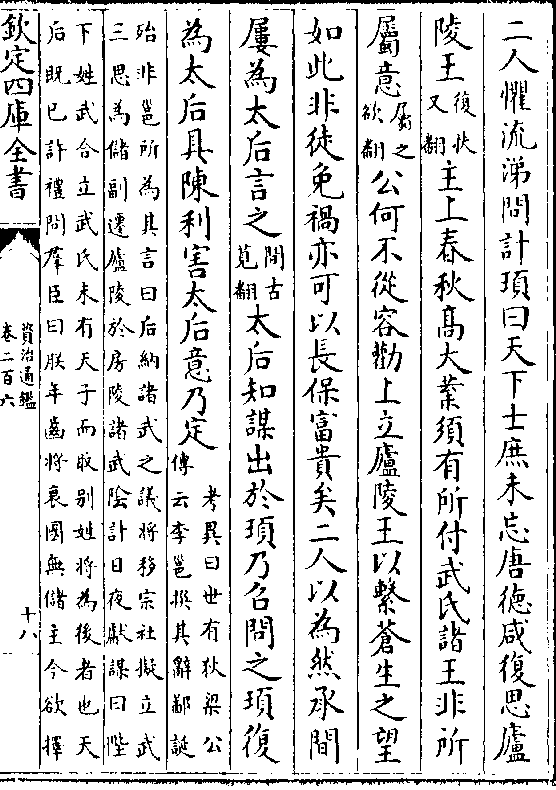 二人懼流涕問計頊曰天下士庶未忘唐德咸復思廬
陵王復扶又翻主上春秋髙大業須有所付武氏諸王非所
屬意屬之欲翻公何不從容勸上立廬陵王以繫蒼生之望
如此非徒免禍亦可以長保富貴矣二人以為然承間
屢為太后言之間古莧翻太后知謀出於頊乃召問之頊復
為太后具陳利害太后意乃定考異曰世有狄梁公
傳云李邕撰其辭鄙誕
殆非邕所為其言曰后納諸武之議將移宗社擬立武
三思為儲副遷廬陵於房陵諸武陰計日夜獻謀曰陛
下姓武合立武氏未有天子而取别姓將為後者也天
后既已許禮問羣臣曰朕年齒將衰國無儲主今欲擇
欽定四庫全書
資治通鑑
卷二百六
十八